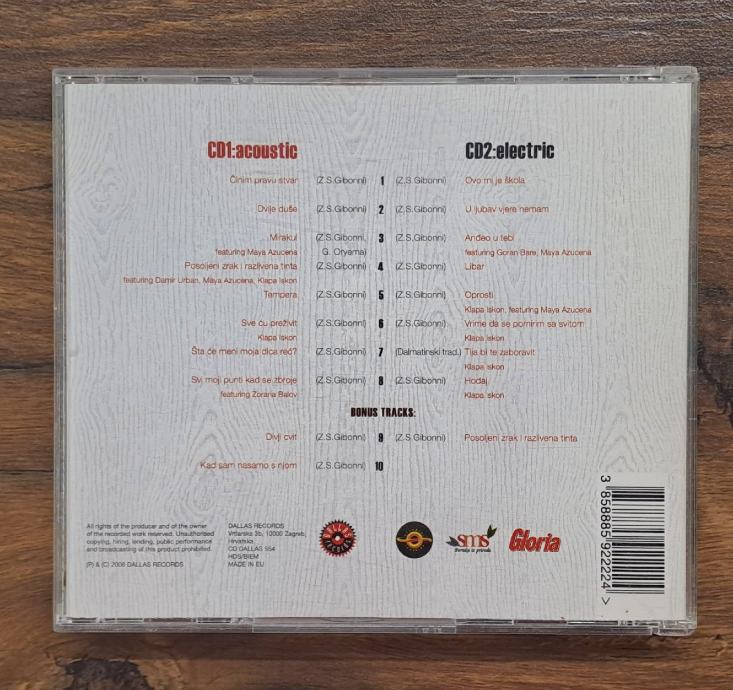 CD1:acoustic CD2:electric
Činim pravu stvar (Z.S.Gibonni) 1 (Z.S.Gibonni) Ovo mi je škola
Dvije duše (Z.S.Gibonni) 2 (Z.S.Gibonni) U ljubav vjere nemam
Mirakul (Z.S.Gibonni, 3 (Z.S.Gibonni) Anđeo u tebi
featuring Maya Azucena G. Oryema) featuring Goran Bare, Maya Azucena
Posoljeni zrak i razlivena tinta (Z.S.Gibonni) 4 (Z.S.Gibonni) Libar
featuring Damir Urban, Maya Azucena, Klapa Iskon
Tempera (Z.S.Gibonni) 5 (Z.S.Gibonni) Oprosti
Klapa Iskon, featuring Maya Azucena
Sve ću preživit (Z.S.Gibonni) 6 (Z.S.Gibonni) Vrime da se pomirim sa svitom
Klapa Iskon Klapa Iskon
Šta će meni moja dica reć? (Z.S.Gibonni) 7 (Dalmatinski trad.) Tija bi te zaboravit
Klapa Iskon
Svi moji punti kad se zbroje (Z.S.Gibonni) 8 (Z.S.Gibonni) Hodaj
featuring Zorana Balov Klapa Iskon
BONUS TRACKS:
Divji cvit (Z.S.Gibonni) 9 (Z.S.Gibonni) Posoljeni zrak i razlivena tinta
Kad sam nasamo s njom (Z.S.Gibonni) 10
All rights of the producer and of the owner
of the recorded work reserved. Unauthorised
copying, hiring, lending, public performance
and broadcasting of this product prohibited.
(P) & (C) 2006 DALLAS RECORDS
DALLAS RECORDS
Vrtlarska 3b, 10000 Zagreb,
Hrvatska
CD DALLAS 554
HDS/BIEM
MADE IN EU
sms
Poruka iz prirode
Gloria
3 858885 922224 >